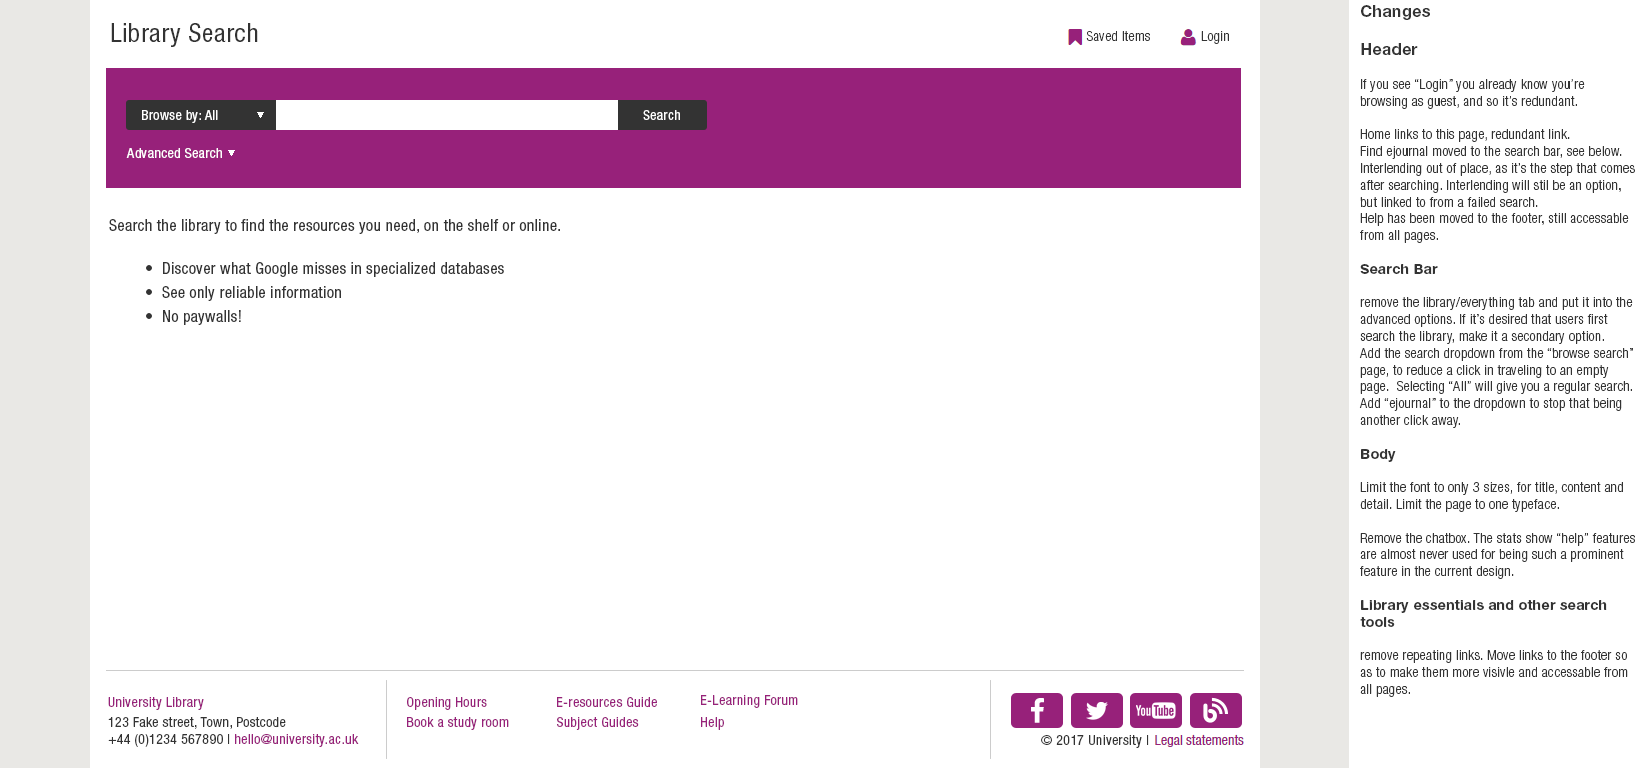 Library Search
Saved Items
Login
Browse by: All
Search
Advanced Search
Search the library to find the resources you need, on the shelf or online.
• Discover what Google misses in specialized databases
• See only reliable information
• No paywalls!
University Library
123 Fake street, Town, Postcode
+44 (0)1234 567890 | hello@university.ac.uk
Opening Hours
Book a study room
E-resources Guide
Subject Guides
E-Learning Forum
Help
You Tube
© 2017 University | Legal statements
Changes
Header
If you see “Login” you already know you’re
browsing as guest, and so it’s redundant.
Home links to this page, redundant link.
Find ejournal moved to the search bar, see below.
Interlending out of place, as it’s the step that comes
after searching. Interlending will stil be an option,
but linked to from a failed search.
Help has been moved to the footer, still accessable
from all pages.
Search Bar
remove the library/everything tab and put it into the
advanced options. If it’s desired that users first
search the library, make it a secondary option.
Add the search dropdown from the “browse search”
page, to reduce a click in traveling to an empty
page.  Selecting “All” will give you a regular search.
Add “ejournal” to the dropdown to stop that being
another click away.
Body
Limit the font to only 3 sizes, for title, content and
detail. Limit the page to one typeface.
Remove the chatbox. The stats show “help” features
are almost never used for being such a prominent
feature in the current design.
Library essentials and other search
tools
remove repeating links. Move links to the footer so
as to make them more visivle and accessable from
all pages.